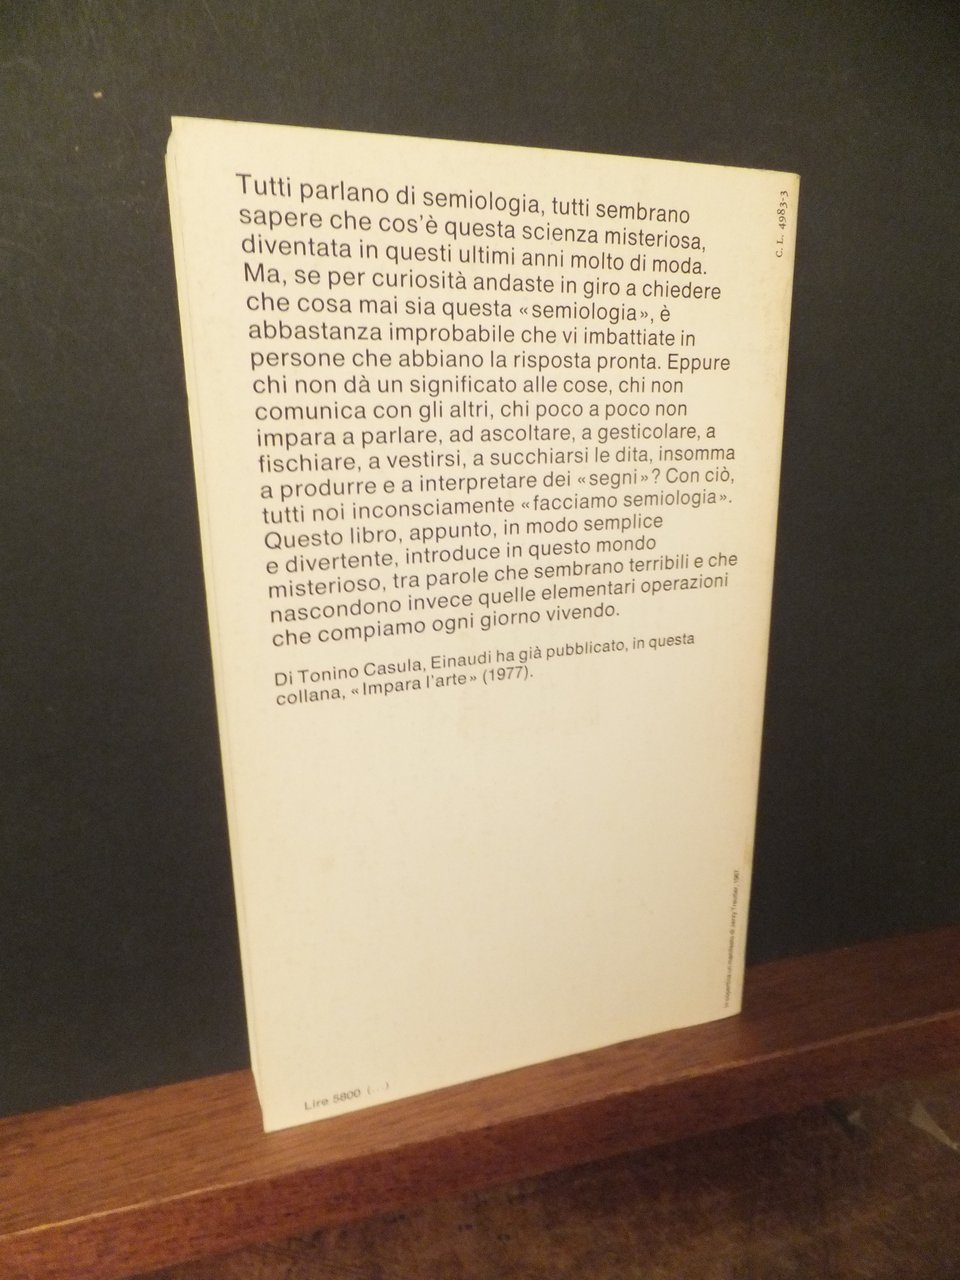 Tutti parlano di semiologia, tutti sembrano
sapere che cos'è questa scienza misteriosa,
diventata in questi ultimi anni molto di moda.
Ma, se per curiosità andaste in giro a chiedere
che cosa mai sia questa «semiologia», è
abbastanza improbabile che vi imbattiate in
persone che abbiano la risposta pronta. Eppure
chi non dà un significato alle cose, chi non
comunica con gli altri, chi poco a poco non
impara a parlare, ad ascoltare, a gesticolare, a
fischiare, a vestirsi, a succhiarsi le dita, insomma
a produrre e a interpretare dei «segni»? Con ciò,
tutti noi inconsciamente «facciamo semiologia».
Questo libro, appunto, in modo semplice
e divertente, introduce in questo mondo
misterioso, tra parole che sembrano terribili e che
nascondono invece quelle elementari operazioni
che compiamo ogni giorno vivendo.
Di Tonino Casula, Einaudi ha già pubblicato, in questa
collana, «Impara l'arte» (1977).
C. L. 4983-3
In copertina un manifesto di
Lire 5800 (...)